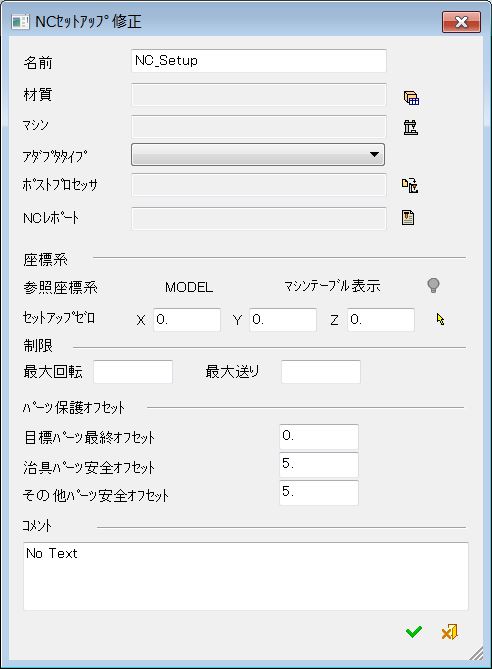 NCｾｯﾄｱｯﾌﾟ修正
名前 NC_Setup
材質
ﾏｼﾝ
ｱﾀﾞﾌﾟﾀﾀｲﾌﾟ
ﾎﾟｽﾄﾌﾟﾛｾｯｻ
NCﾚﾎﾟｰﾄ
座標系
参照座標系 MODEL ﾏｼﾝﾃｰﾌﾞﾙ表示
ｾｯﾄｱｯﾌﾟｾﾞﾛ X 0. Y 0. Z 0.
制限
最大回転 最大送り
ﾊﾟｰﾂ保護ｵﾌｾｯﾄ
目標ﾊﾟｰﾂ最終ｵﾌｾｯﾄ 0.
治具ﾊﾟｰﾂ安全ｵﾌｾｯﾄ 5.
その他ﾊﾟｰﾂ安全ｵﾌｾｯﾄ 5.
ｺﾒﾝﾄ
No Text